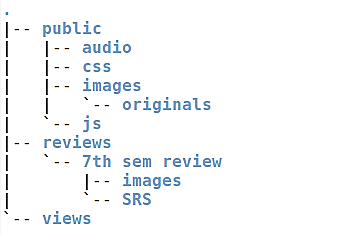 .
|-- public
|   |-- audio
|   |-- css
|   |-- images
|   |   `-- originals
|   `-- js
|-- reviews
|   `-- 7th sem review
|       |-- images
|       `-- SRS
`-- views